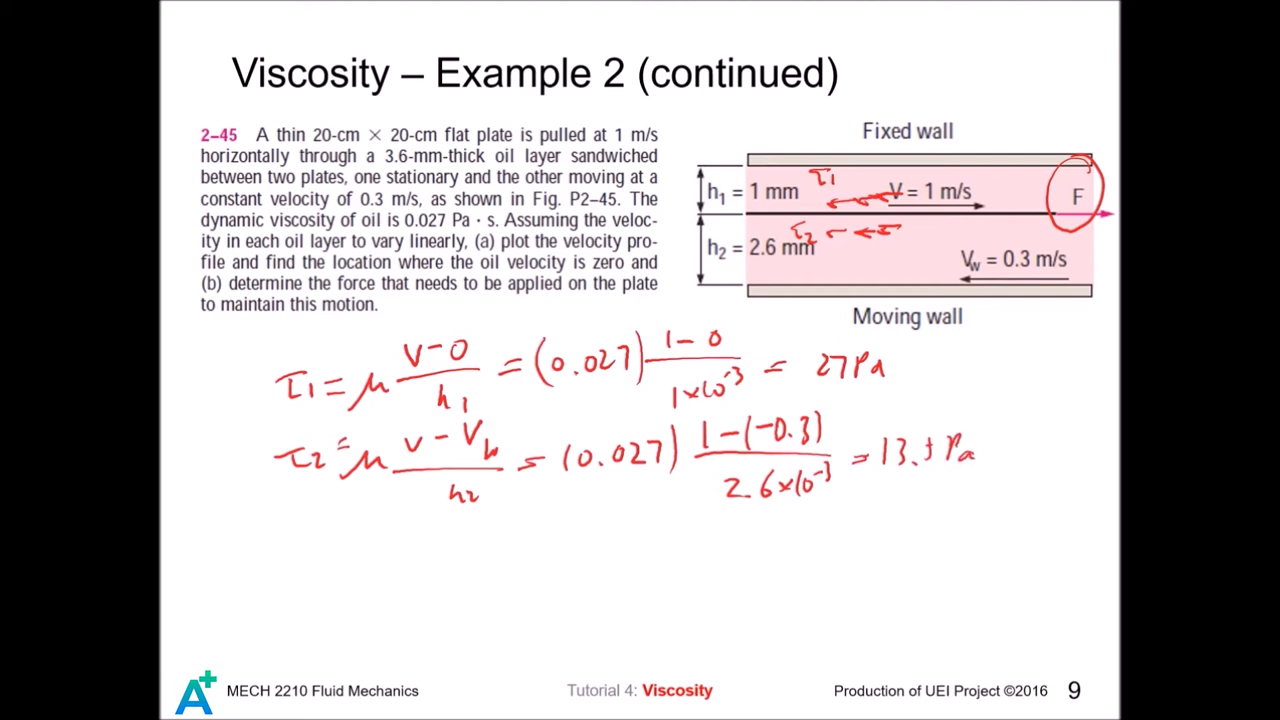 Viscosity – Example 2 (continued)
2–45 A thin 20-cm × 20-cm flat plate is pulled at 1 m/s
horizontally through a 3.6-mm-thick oil layer sandwiched
between two plates, one stationary and the other moving at a
constant velocity of 0.3 m/s, as shown in Fig. P2–45. The
dynamic viscosity of oil is 0.027 Pa · s. Assuming the veloc-
ity in each oil layer to vary linearly, (a) plot the velocity pro-
file and find the location where the oil velocity is zero and
(b) determine the force that needs to be applied on the plate
to maintain this motion.
Fixed wall
τ₁
h₁ = 1 mm
V = 1 m/s
F
τ₂
h₂ = 2.6 mm
V_w = 0.3 m/s
Moving wall
τ₁ = μ (V − 0)/h₁ = (0.027) (1 − 0)/(1×10⁻³) = 27 Pa
τ₂ = μ (V − V_w)/h₂ = (0.027) (1 − (−0.3))/(2.6×10⁻³) = 13.5 Pa
A+
MECH 2210 Fluid Mechanics
Tutorial 4: Viscosity
Production of UEI Project ©2016
9